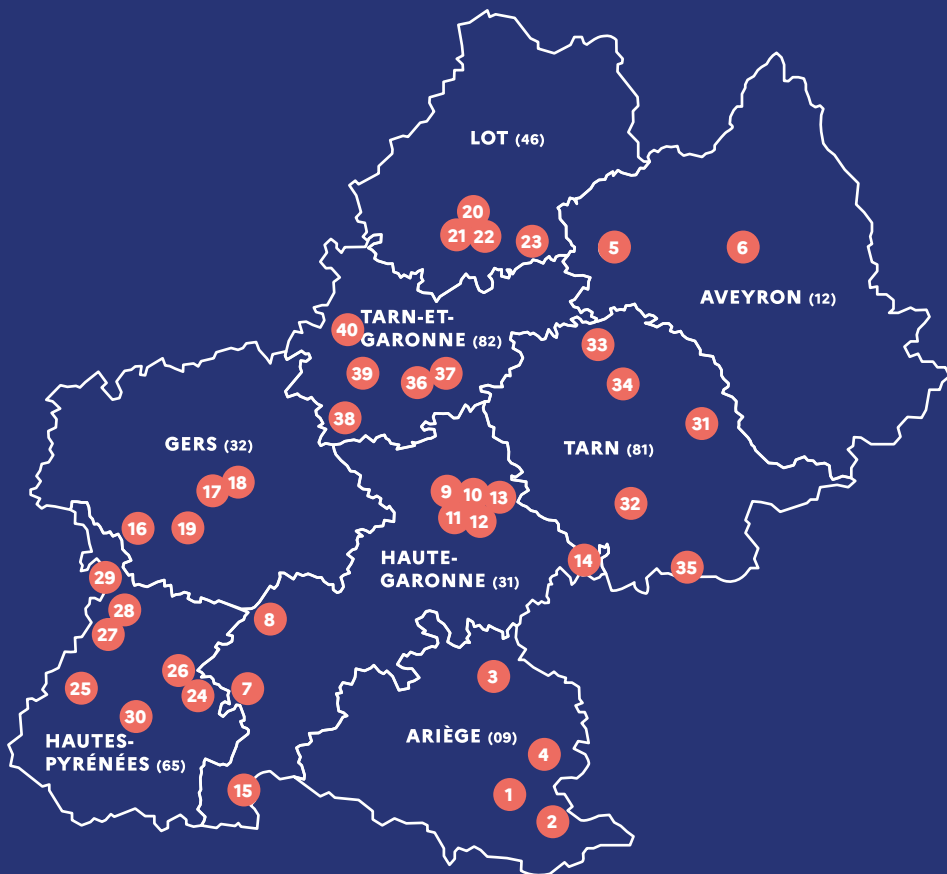 LOT (46)
20
21 22 23
5 6
AVEYRON (12)
TARN-ET-
GARONNE (82)
40
33
39 36 37
34
38
31
GERS (32)
TARN (81)
17 18
9 10 13
11 12
32
16 19
HAUTE-
GARONNE (31)
14
35
29
28
27
8
26
24
7
25
30
3
HAUTES-
PYRÉNÉES (65)
ARIÈGE (09)
4
15
1
2